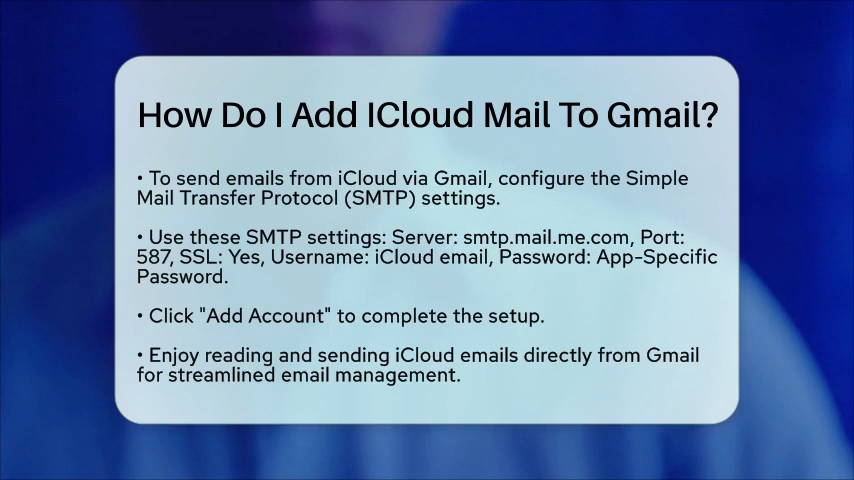 How Do I Add ICloud Mail To Gmail?
• To send emails from iCloud via Gmail, configure the Simple
Mail Transfer Protocol (SMTP) settings.
• Use these SMTP settings: Server: smtp.mail.me.com, Port:
587, SSL: Yes, Username: iCloud email, Password: App-Specific
Password.
• Click "Add Account" to complete the setup.
• Enjoy reading and sending iCloud emails directly from Gmail
for streamlined email management.